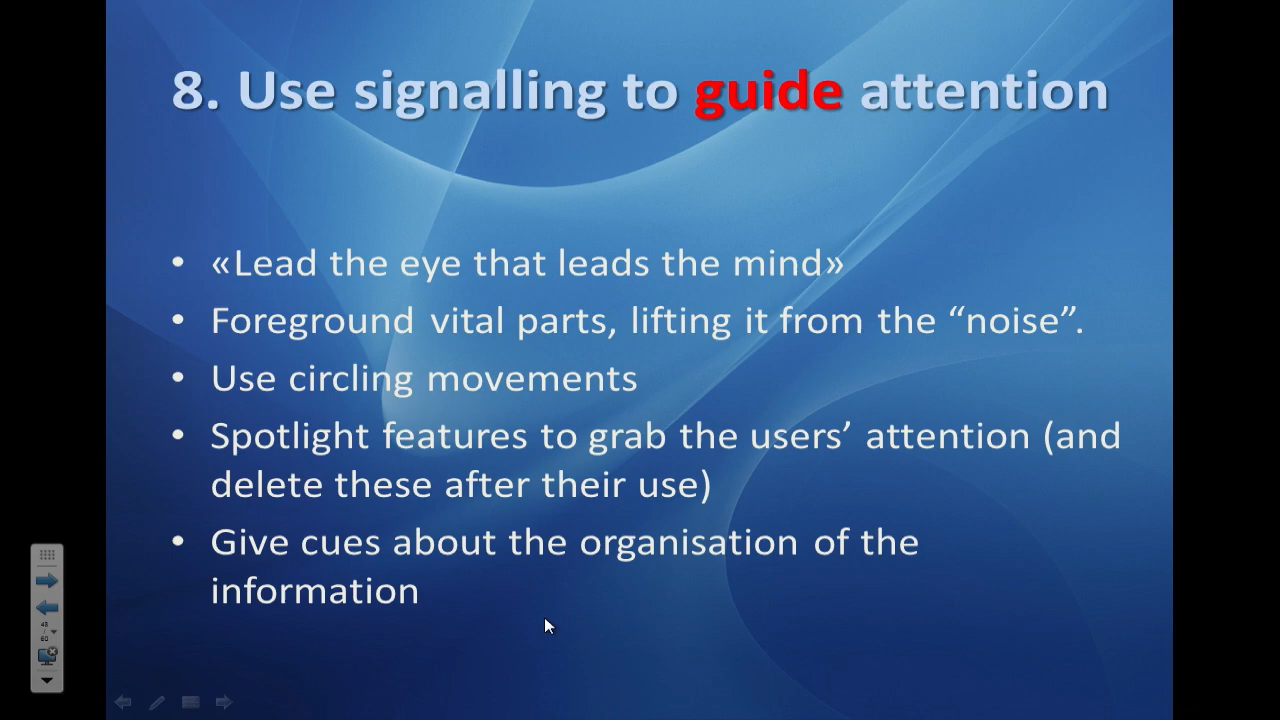 8. Use signalling to guide attention
• «Lead the eye that leads the mind»
• Foreground vital parts, lifting it from the “noise”.
• Use circling movements
• Spotlight features to grab the users’ attention (and
delete these after their use)
• Give cues about the organisation of the
information
48
/
60